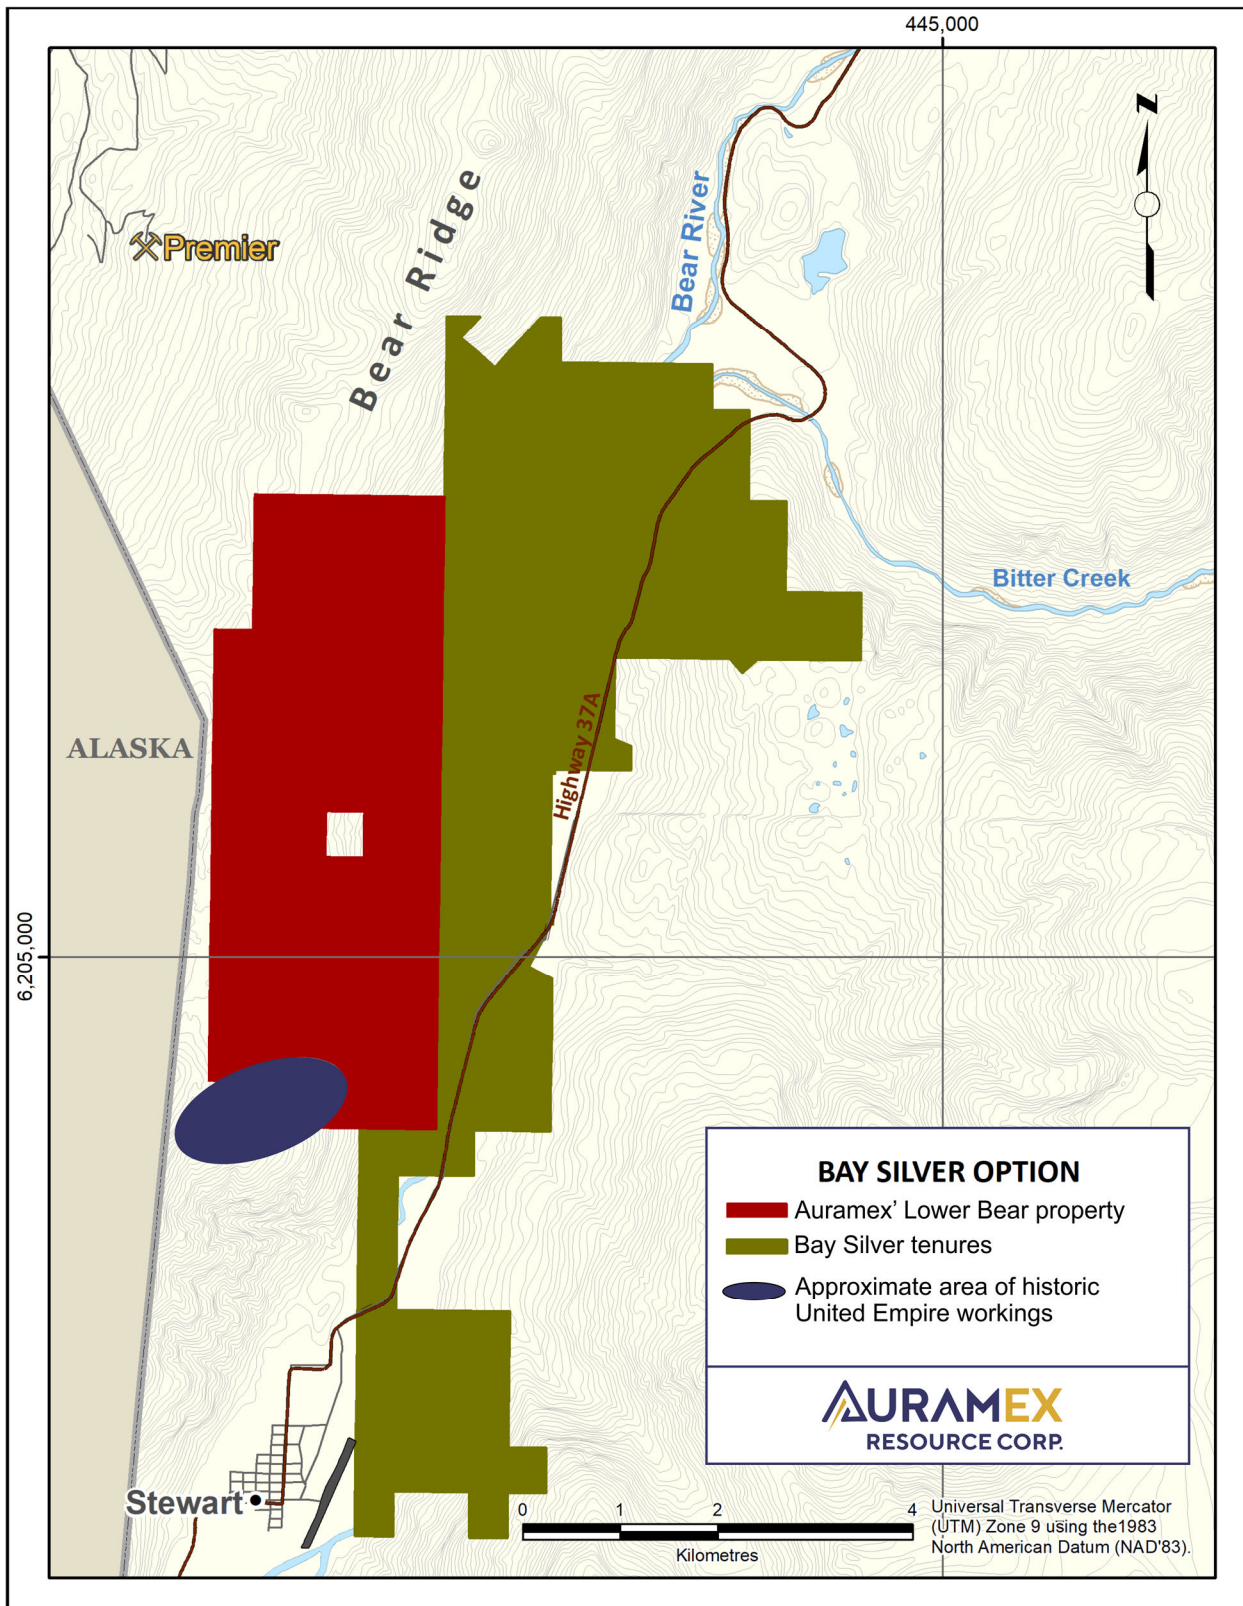 445,000
N
Bear Ridge
Premier
Bear River
Bitter Creek
ALASKA
Highway 37A
6,205,000
BAY SILVER OPTION
Auramex' Lower Bear property
Bay Silver tenures
Approximate area of historic
United Empire workings
AURAMEX
RESOURCE CORP.
Stewart
0 1 2 4
Kilometres
Universal Transverse Mercator
(UTM) Zone 9 using the1983
North American Datum (NAD'83).